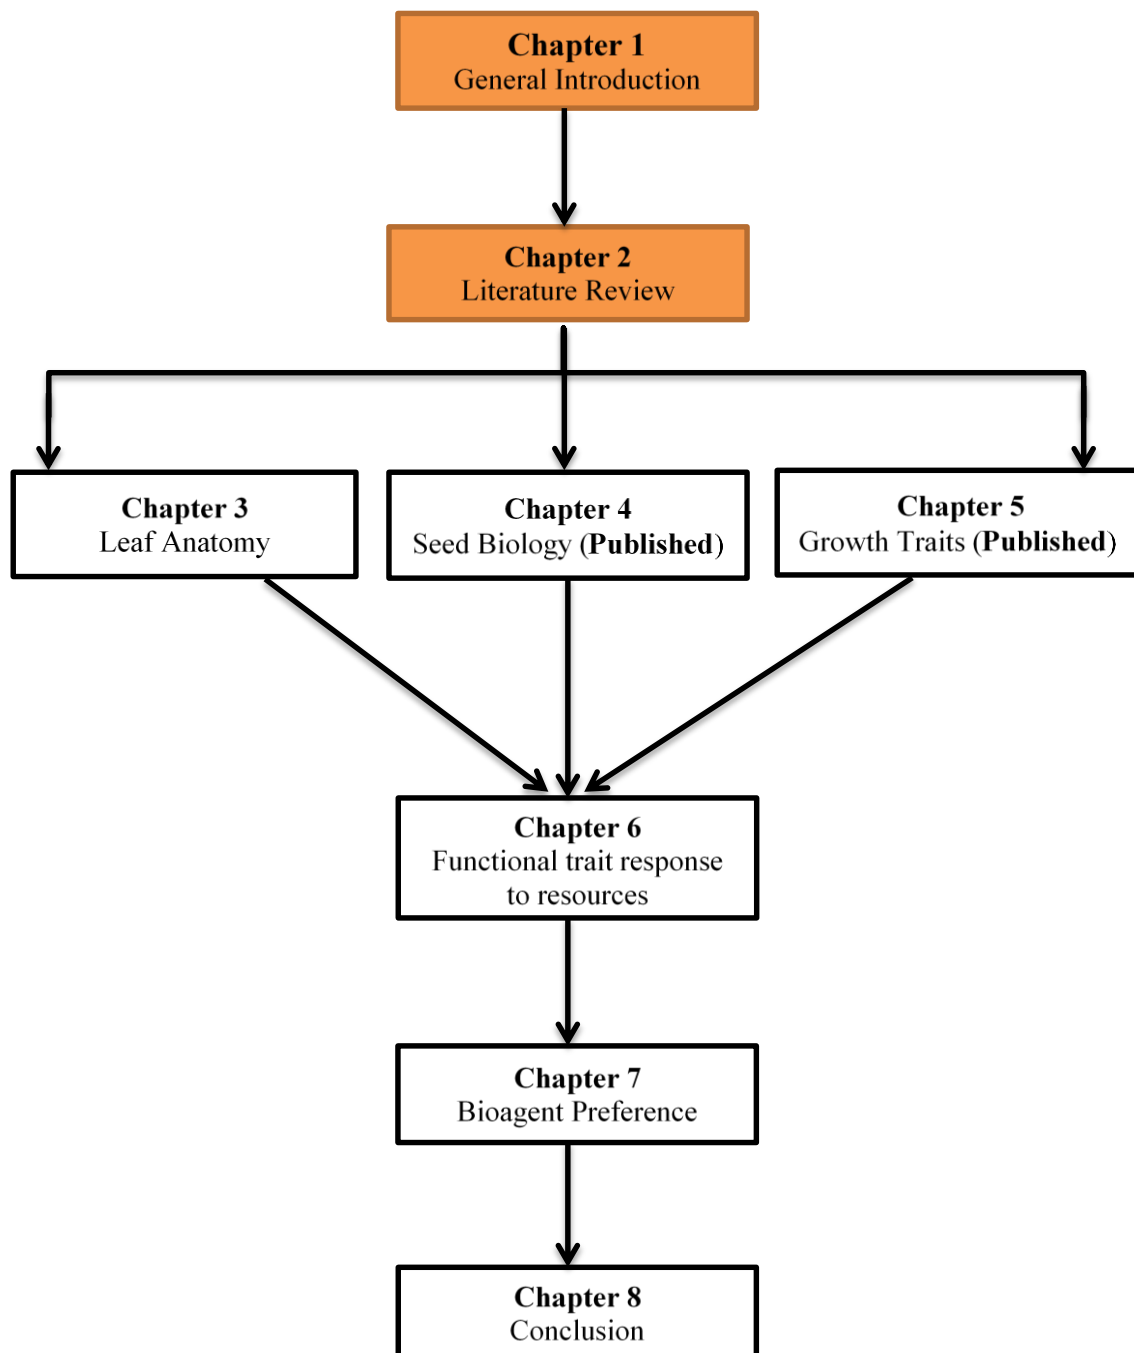 Chapter 1
General Introduction
Chapter 2
Literature Review
Chapter 3
Leaf Anatomy
Chapter 4
Seed Biology (Published)
Chapter 5
Growth Traits (Published)
Chapter 6
Functional trait response
to resources
Chapter 7
Bioagent Preference
Chapter 8
Conclusion